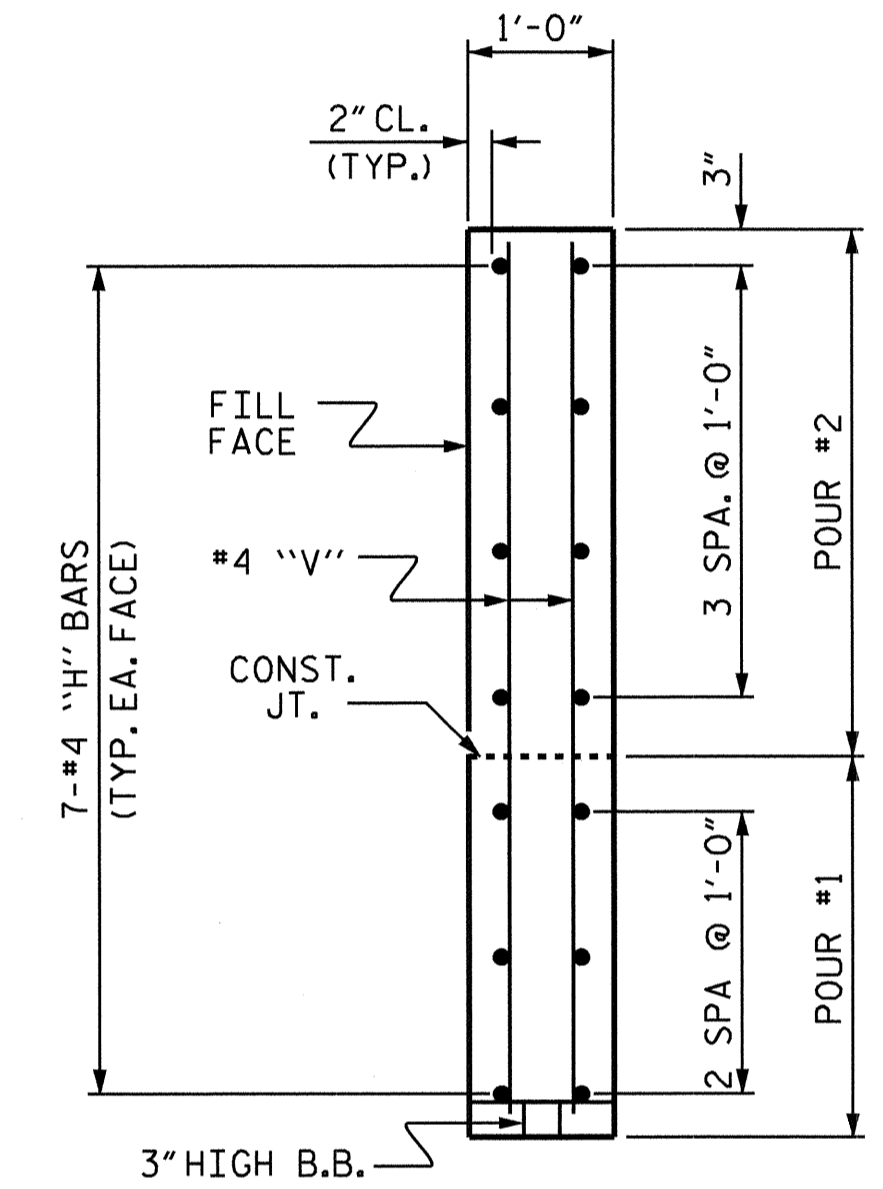 1'-0"
2" CL.
(TYP.)
3"
FILL
FACE
#4 "V"
CONST.
JT.
7-#4 "H" BARS
(TYP. EA. FACE)
3 SPA. @ 1'-0"
POUR #2
2 SPA @ 1'-0"
POUR #1
3" HIGH B.B.